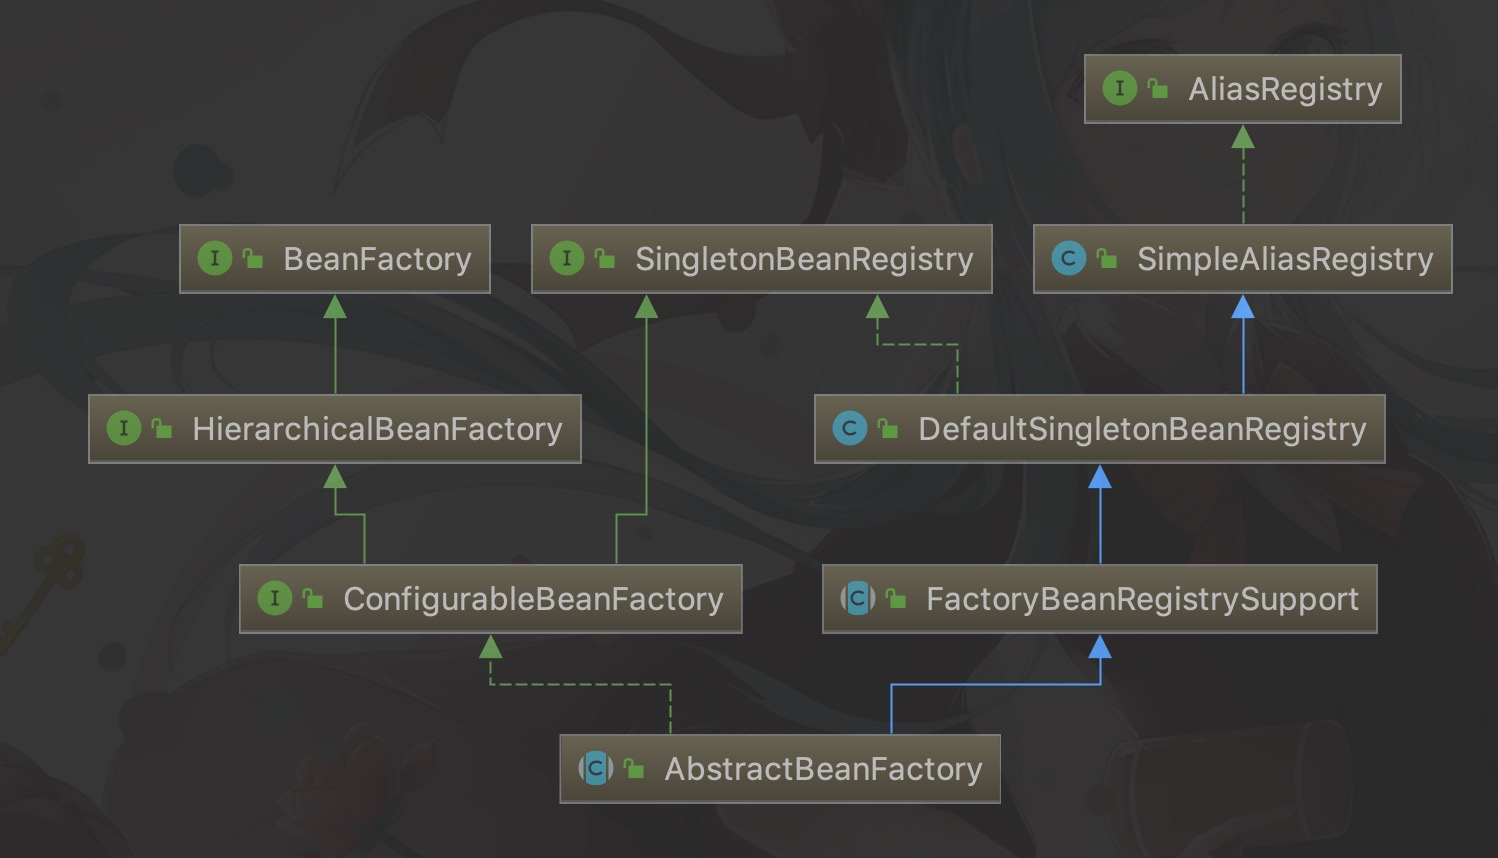 I AliasRegistry
I BeanFactory
I SingletonBeanRegistry
C SimpleAliasRegistry
I HierarchicalBeanFactory
C DefaultSingletonBeanRegistry
I ConfigurableBeanFactory
C FactoryBeanRegistrySupport
C AbstractBeanFactory